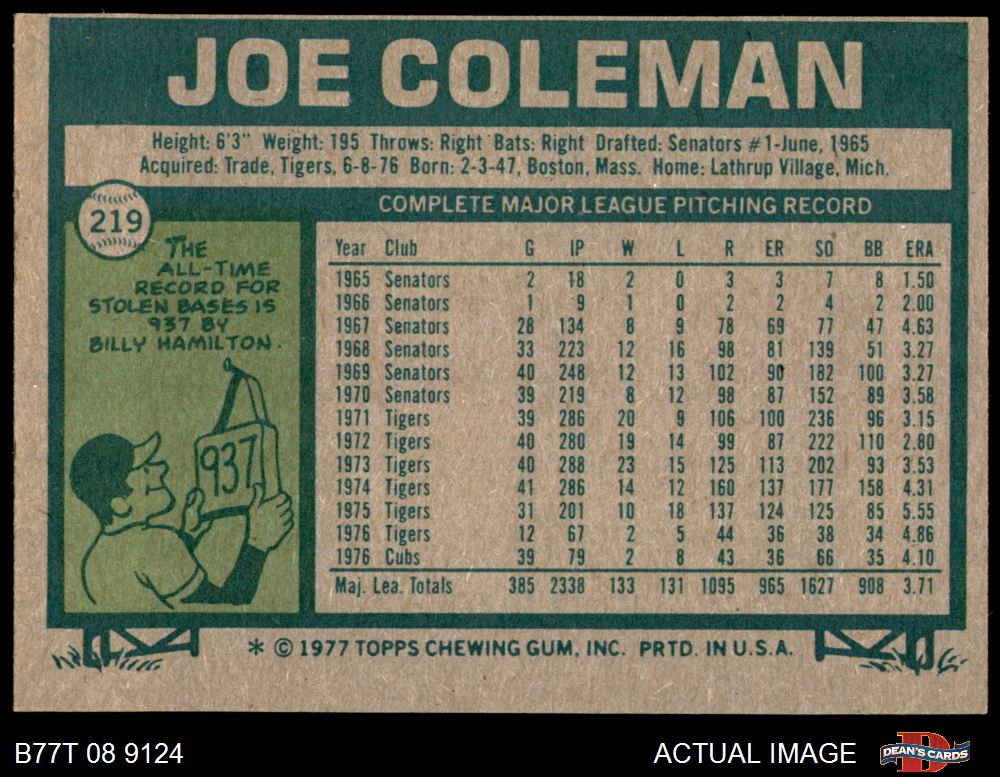 JOE COLEMAN
Height: 6'3" Weight: 195 Throws: Right Bats: Right Drafted: Senators #1-June, 1965
Acquired: Trade, Tigers, 6-8-76 Born: 2-3-47, Boston, Mass. Home: Lathrup Village, Mich.
219
THE
ALL-TIME
RECORD FOR
STOLEN BASES IS
937 BY
BILLY HAMILTON.
937
COMPLETE MAJOR LEAGUE PITCHING RECORD
Year Club G IP W L R ER SO BB ERA
1965 Senators 2 18 2 0 3 3 7 8 1.50
1966 Senators 1 9 1 0 2 2 4 2 2.00
1967 Senators 28 134 8 9 78 69 77 47 4.63
1968 Senators 33 223 12 16 98 81 139 51 3.27
1969 Senators 40 248 12 13 102 90 182 100 3.27
1970 Senators 39 219 8 12 98 87 152 89 3.58
1971 Tigers 39 286 20 9 106 100 236 96 3.15
1972 Tigers 40 280 19 14 99 87 222 110 2.80
1973 Tigers 40 288 23 15 125 113 202 93 3.53
1974 Tigers 41 286 14 12 160 137 177 158 4.31
1975 Tigers 31 201 10 18 137 124 125 85 5.55
1976 Tigers 12 67 2 5 44 36 38 34 4.86
1976 Cubs 39 79 2 8 43 36 66 35 4.10
Maj. Lea. Totals 385 2338 133 131 1095 965 1627 908 3.71
* © 1977 TOPPS CHEWING GUM, INC. PRTD. IN U.S.A.
B77T 08 9124
ACTUAL IMAGE
DEAN'S CARDS